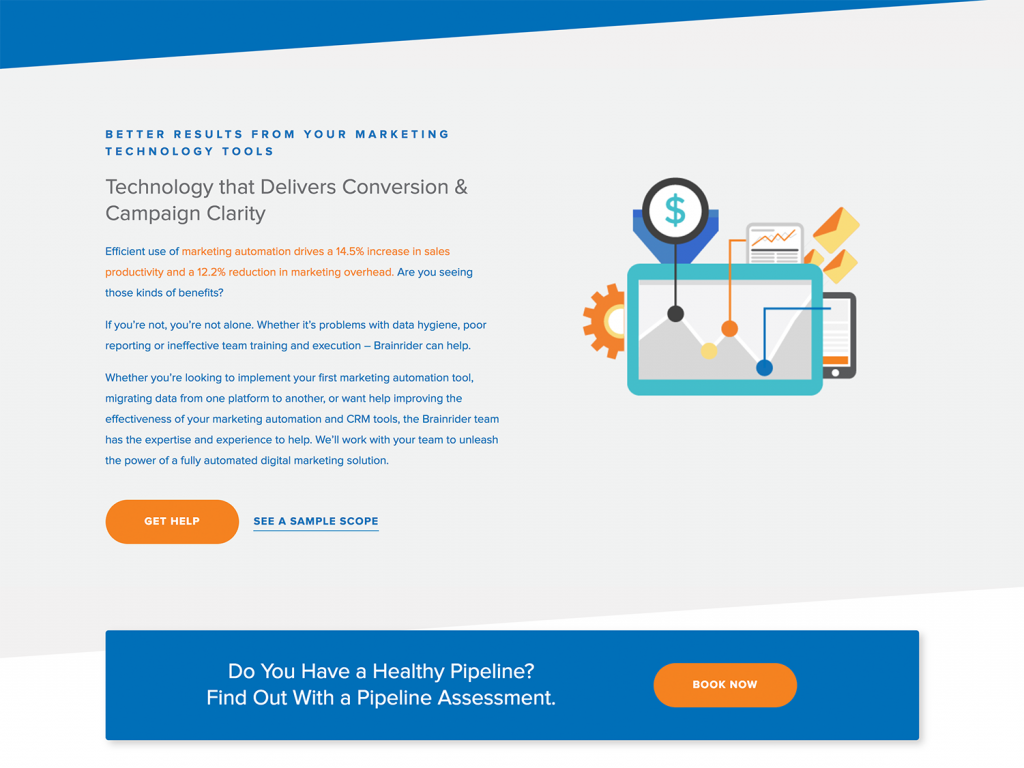 BETTER RESULTS FROM YOUR MARKETING
TECHNOLOGY TOOLS
Technology that Delivers Conversion &
Campaign Clarity
Efficient use of marketing automation drives a 14.5% increase in sales
productivity and a 12.2% reduction in marketing overhead. Are you seeing
those kinds of benefits?
If you’re not, you’re not alone. Whether it’s problems with data hygiene, poor
reporting or ineffective team training and execution – Brainrider can help.
Whether you’re looking to implement your first marketing automation tool,
migrating data from one platform to another, or want help improving the
effectiveness of your marketing automation and CRM tools, the Brainrider team
has the expertise and experience to help. We’ll work with your team to unleash
the power of a fully automated digital marketing solution.
GET HELP
SEE A SAMPLE SCOPE
$
Do You Have a Healthy Pipeline?
Find Out With a Pipeline Assessment.
BOOK NOW